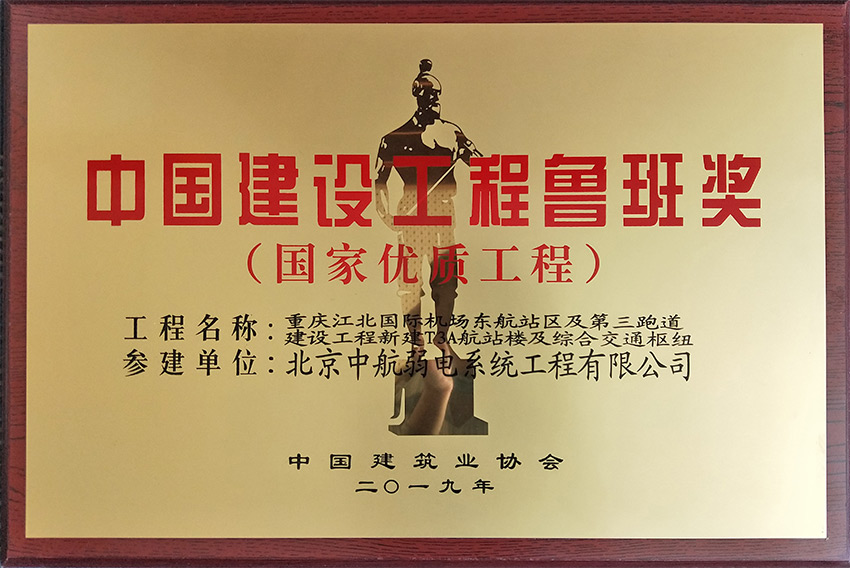 中国建设工程鲁班奖
（国家优质工程）
工程名称：重庆江北国际机场东航站区及第三跑道
建设工程新建T3A航站楼及综合交通枢纽
参建单位：北京中航弱电系统工程有限公司
中国建筑业协会
二〇一九年